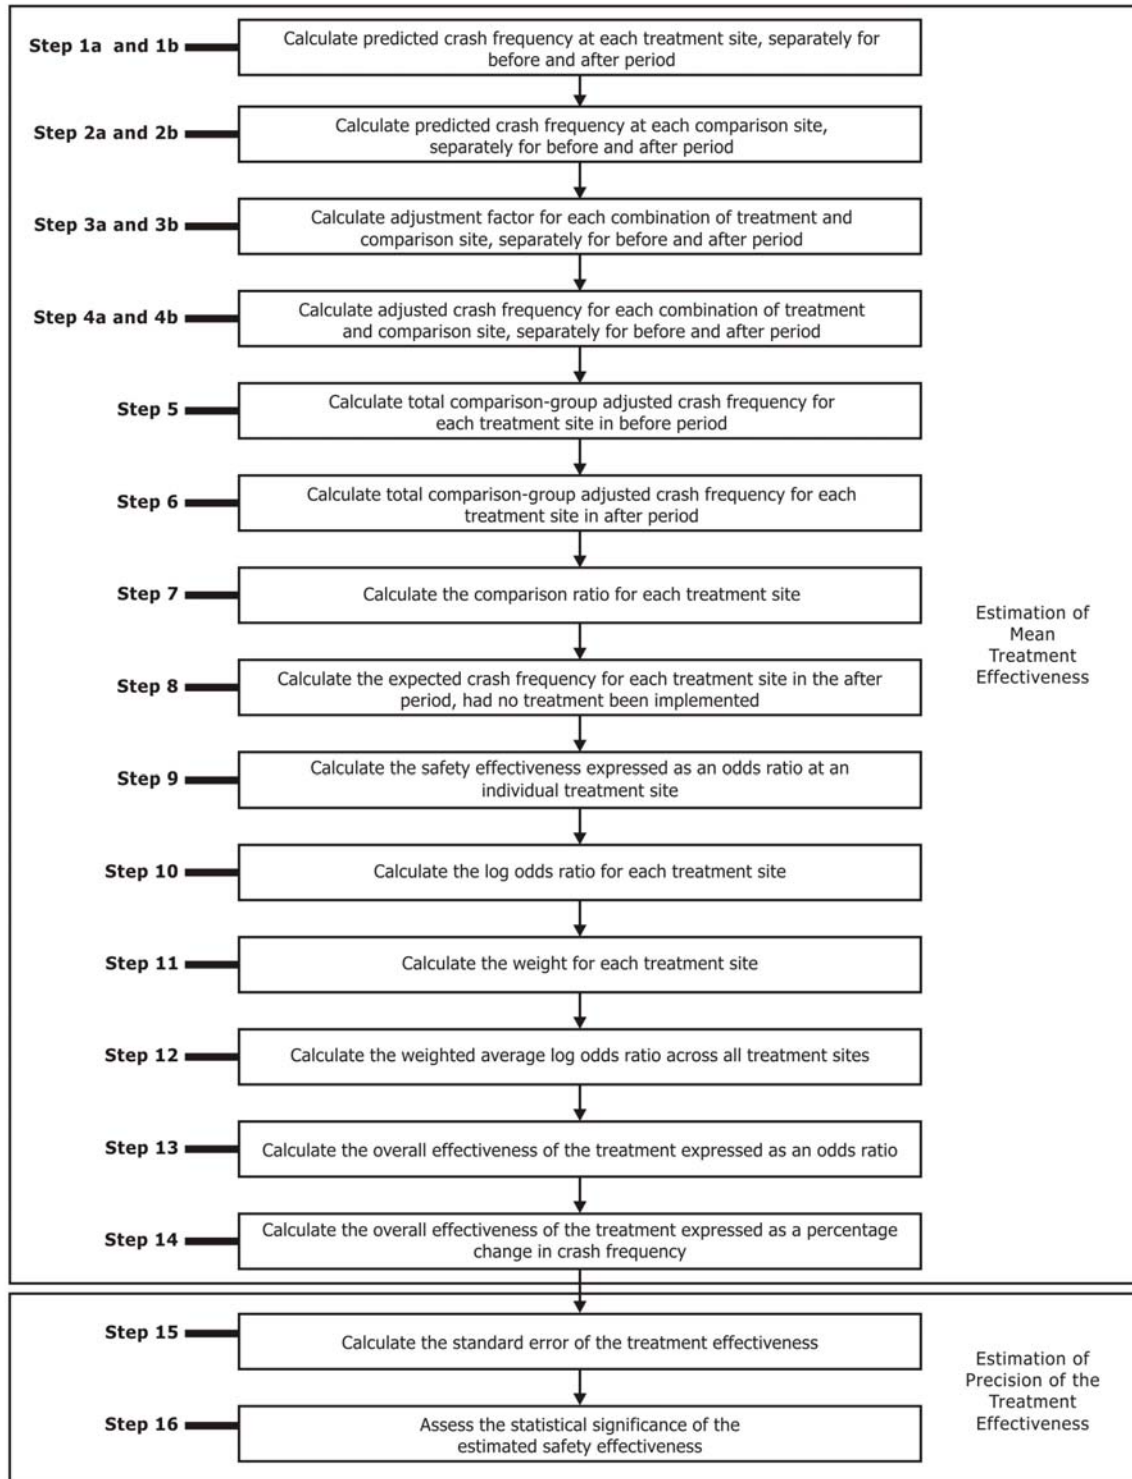 Step 1a and 1b
Calculate predicted crash frequency at each treatment site, separately for
before and after period
Step 2a and 2b
Calculate predicted crash frequency at each comparison site,
separately for before and after period
Step 3a and 3b
Calculate adjustment factor for each combination of treatment and
comparison site, separately for before and after period
Step 4a and 4b
Calculate adjusted crash frequency for each combination of treatment
and comparison site, separately for before and after period
Step 5
Calculate total comparison-group adjusted crash frequency for
each treatment site in before period
Step 6
Calculate total comparison-group adjusted crash frequency for each
treatment site in after period
Step 7
Calculate the comparison ratio for each treatment site
Step 8
Calculate the expected crash frequency for each treatment site in the after
period, had no treatment been implemented
Step 9
Calculate the safety effectiveness expressed as an odds ratio at an
individual treatment site
Step 10
Calculate the log odds ratio for each treatment site
Step 11
Calculate the weight for each treatment site
Step 12
Calculate the weighted average log odds ratio across all treatment sites
Step 13
Calculate the overall effectiveness of the treatment expressed as an odds ratio
Step 14
Calculate the overall effectiveness of the treatment expressed as a percentage
change in crash frequency
Estimation of
Mean
Treatment
Effectiveness
Step 15
Calculate the standard error of the treatment effectiveness
Step 16
Assess the statistical significance of the
estimated safety effectiveness
Estimation of
Precision of the
Treatment
Effectiveness